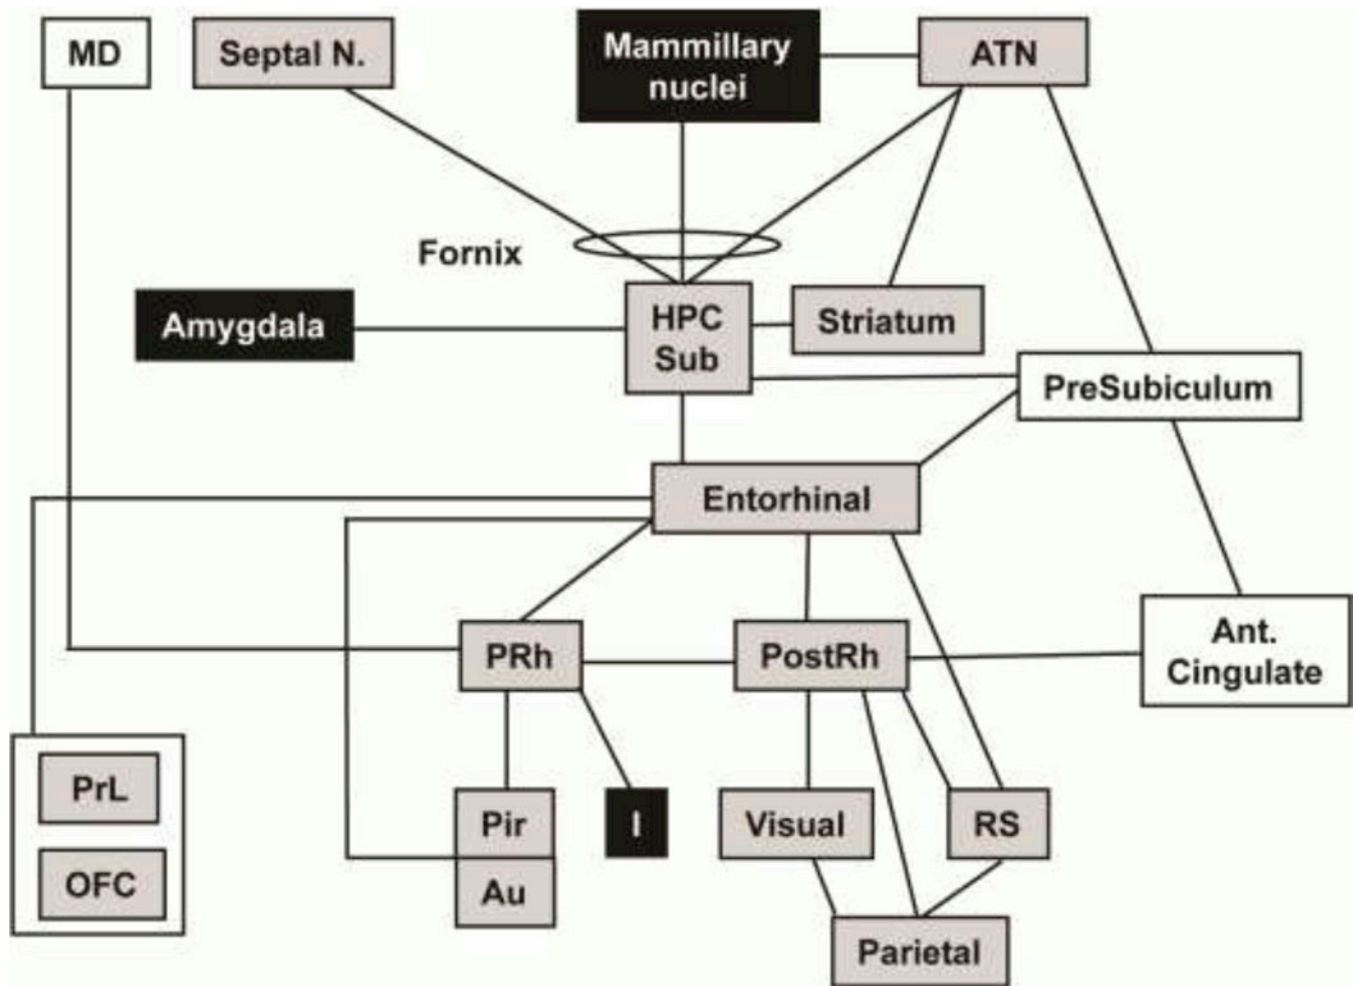 MD
Septal N.
Mammillary
nuclei
ATN
Fornix
Amygdala
HPC
Sub
Striatum
PreSubiculum
Entorhinal
PRh
PostRh
Ant.
Cingulate
PrL
OFC
Pir
Au
I
Visual
RS
Parietal